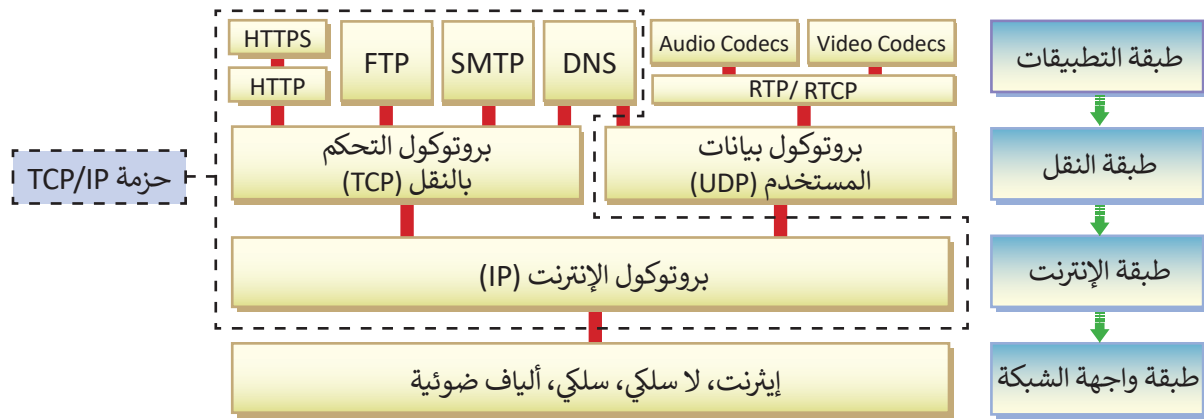 طبقة التطبيقات
Video Codecs
Audio Codecs
RTP/ RTCP
DNS
SMTP
FTP
HTTPS
HTTP
طبقة النقل
بروتوكول بيانات
المستخدم (UDP)
بروتوكول التحكم
بالنقل (TCP)
حزمة TCP/IP
طبقة الإنترنت
بروتوكول الإنترنت (IP)
طبقة واجهة الشبكة
إيثرنت، لا سلكي، سلكي، ألياف ضوئية